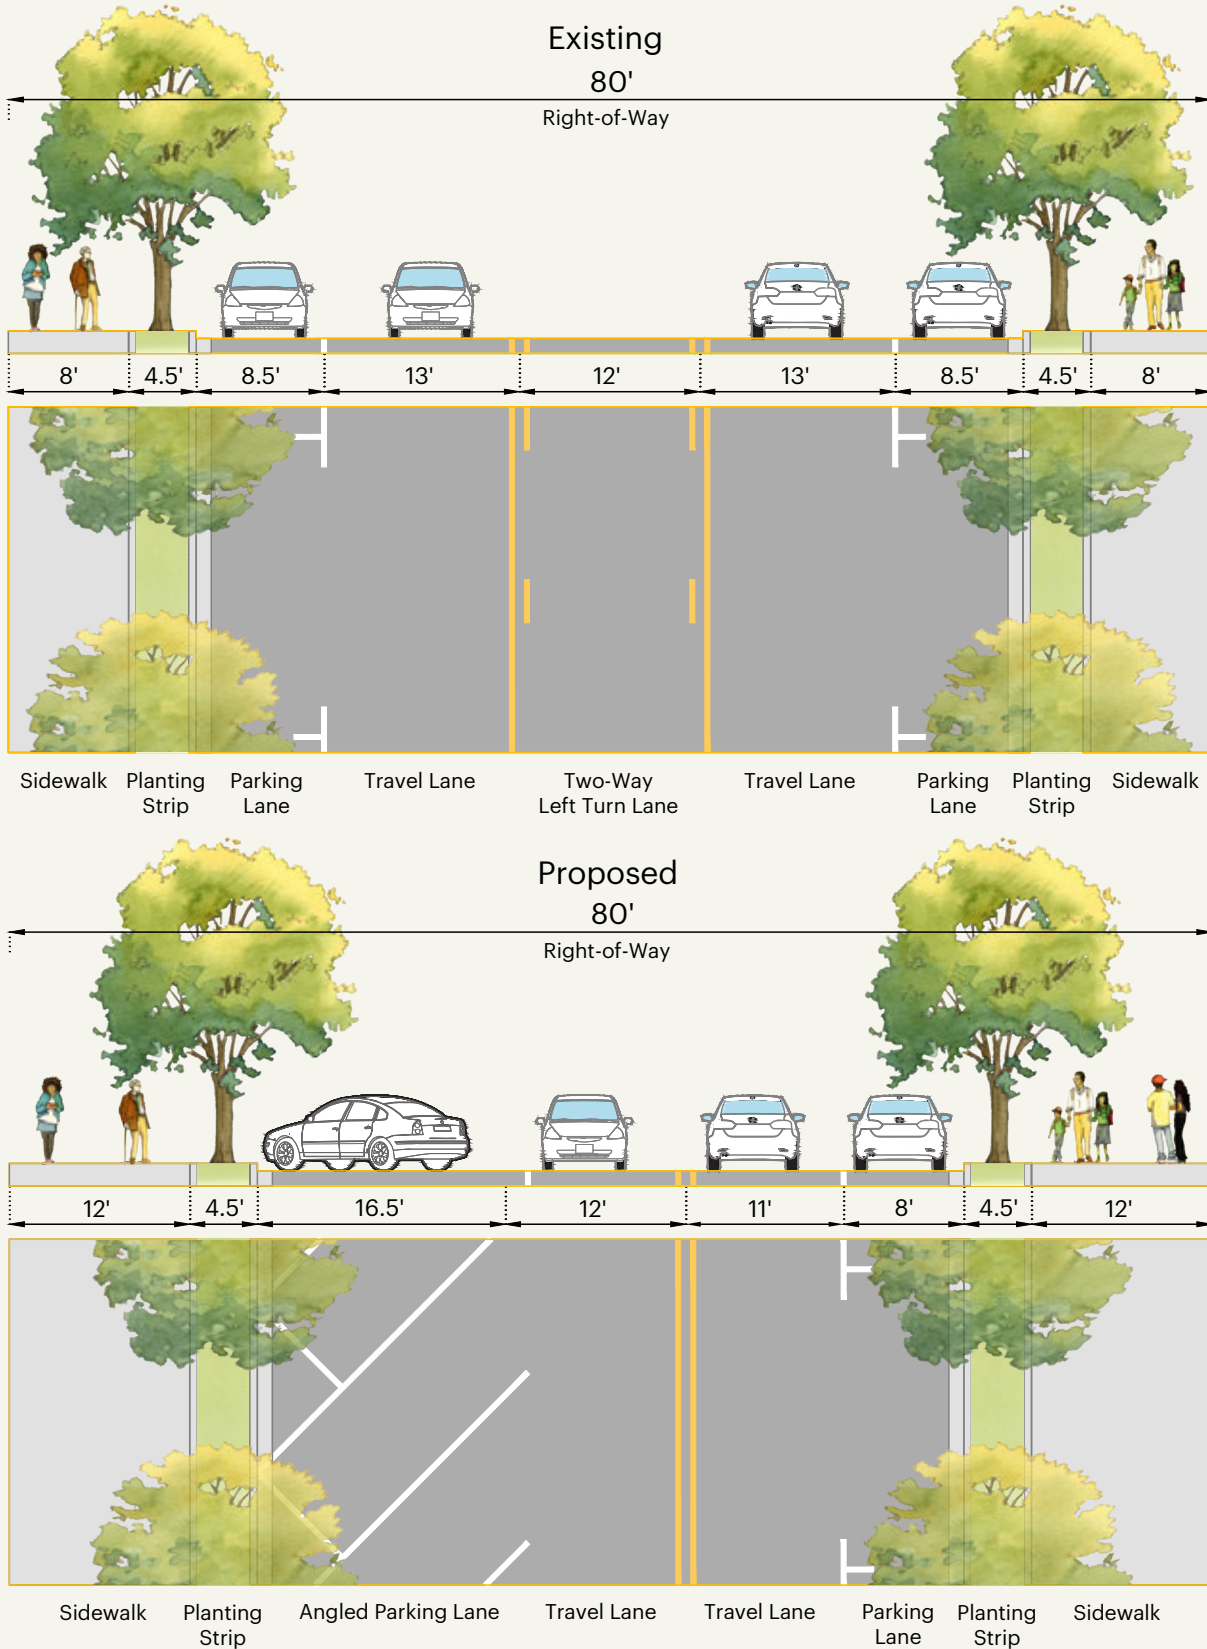 Existing
80'
Right-of-Way
8' 4.5' 8.5' 13' 12' 13' 8.5' 4.5' 8'
Sidewalk Planting Parking Travel Lane Two-Way Travel Lane Parking Planting Sidewalk
Strip Lane Left Turn Lane Lane Strip
Proposed
80'
Right-of-Way
12' 4.5' 16.5' 12' 11' 8' 4.5' 12'
Sidewalk Planting Angled Parking Lane Travel Lane Travel Lane Parking Planting Sidewalk
Strip Lane Strip